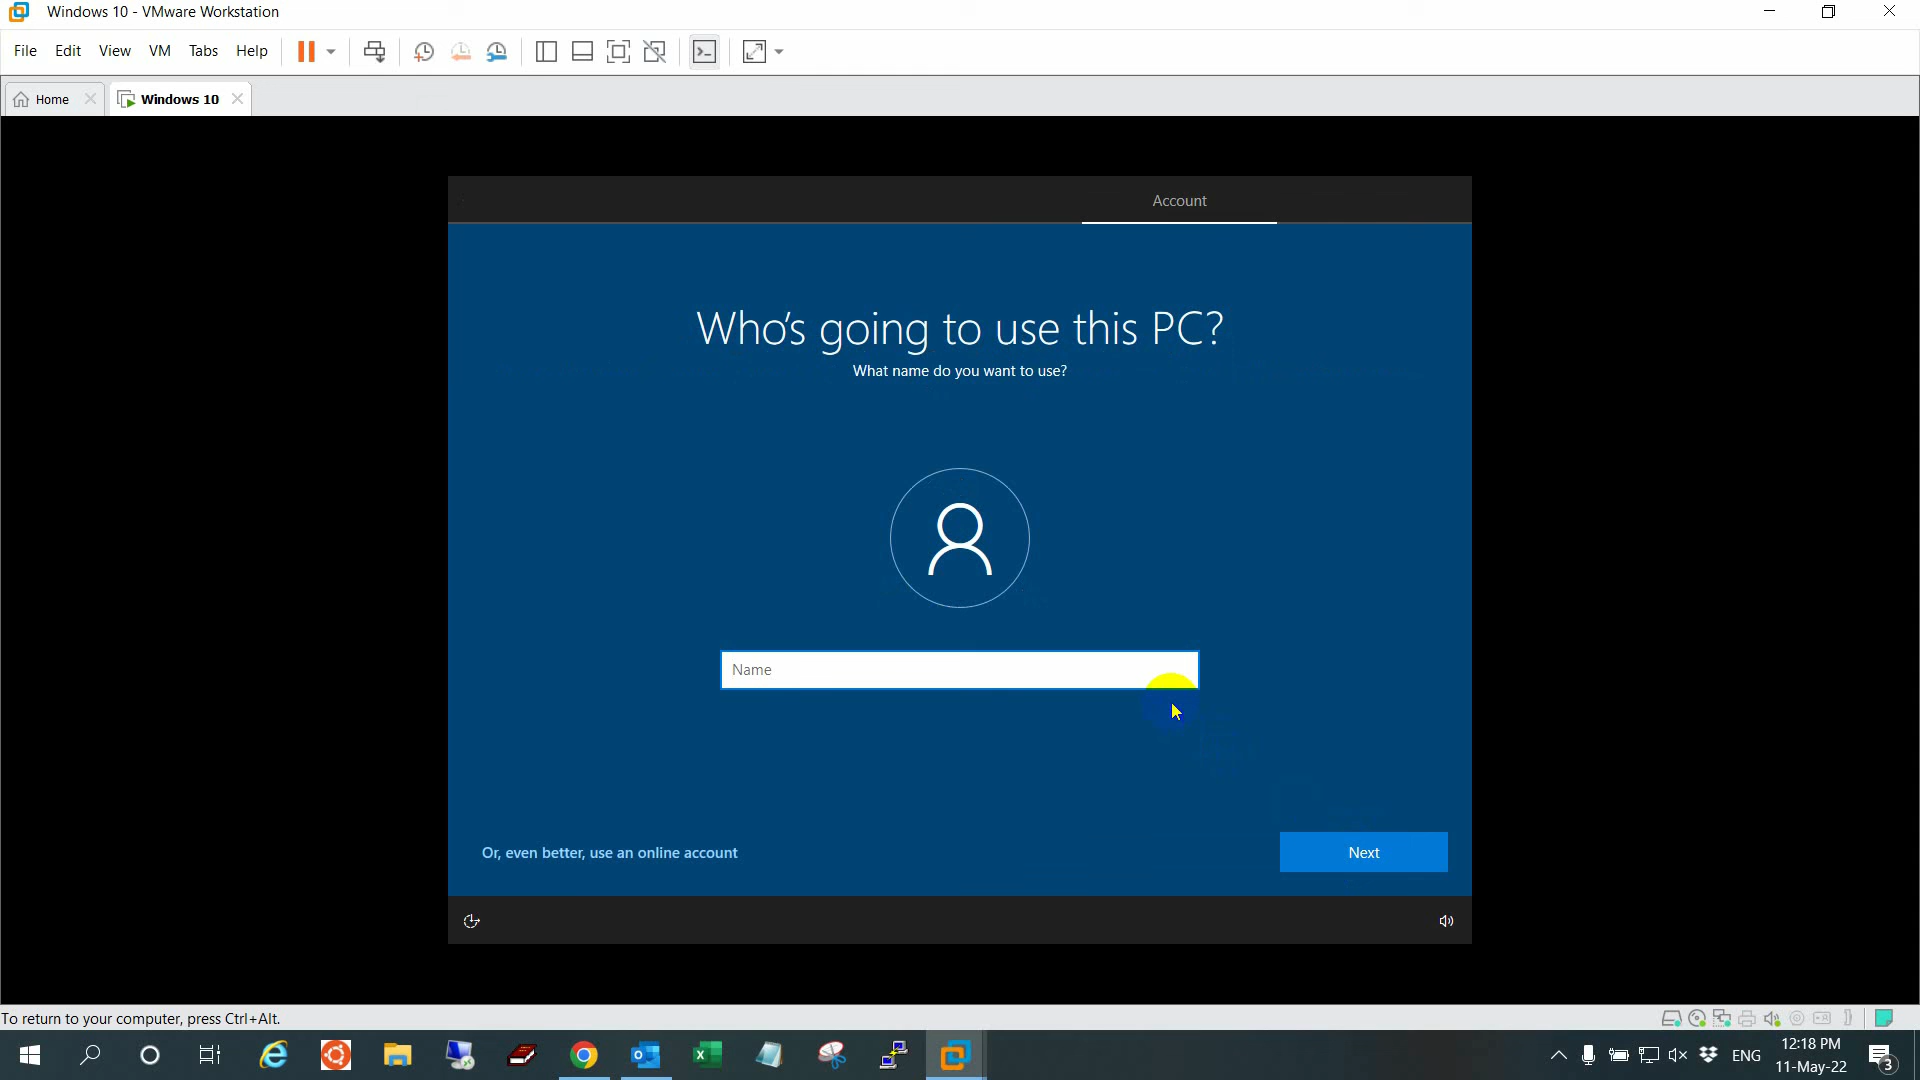 Windows 10 - VMware Workstation
File Edit View VM Tabs Help
Home Windows 10
Account
Who's going to use this PC?
What name do you want to use?
Name
Or, even better, use an online account
Next
To return to your computer, press Ctrl+Alt.
ENG
12:18 PM
11-May-22
3